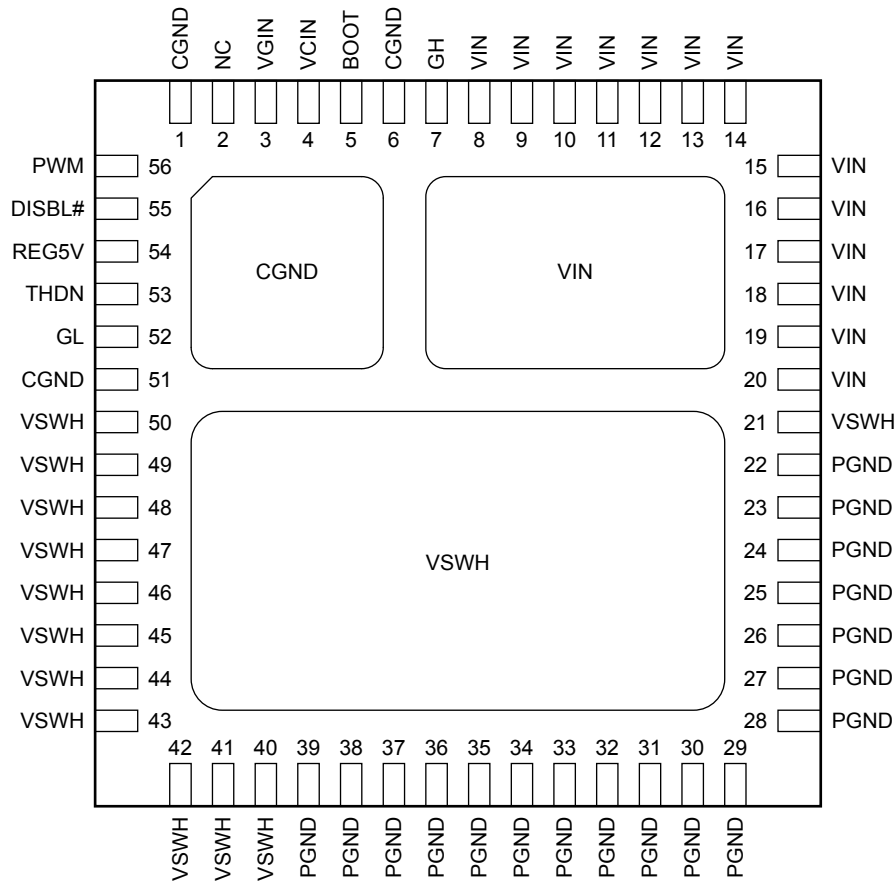 CGND NC VGIN VCIN BOOT CGND GH VIN VIN VIN VIN VIN VIN VIN
1 2 3 4 5 6 7 8 9 10 11 12 13 14
PWM 56 15 VIN
DISBL# 55 16 VIN
REG5V 54 17 VIN
CGND VIN
THDN 53 18 VIN
GL 52 19 VIN
CGND 51 20 VIN
VSWH 50 21 VSWH
VSWH 49 22 PGND
VSWH 48 23 PGND
VSWH 47 24 PGND
VSWH
VSWH 46 25 PGND
VSWH 45 26 PGND
VSWH 44 27 PGND
VSWH 43 28 PGND
42 41 40 39 38 37 36 35 34 33 32 31 30 29
VSWH VSWH VSWH PGND PGND PGND PGND PGND PGND PGND PGND PGND PGND PGND